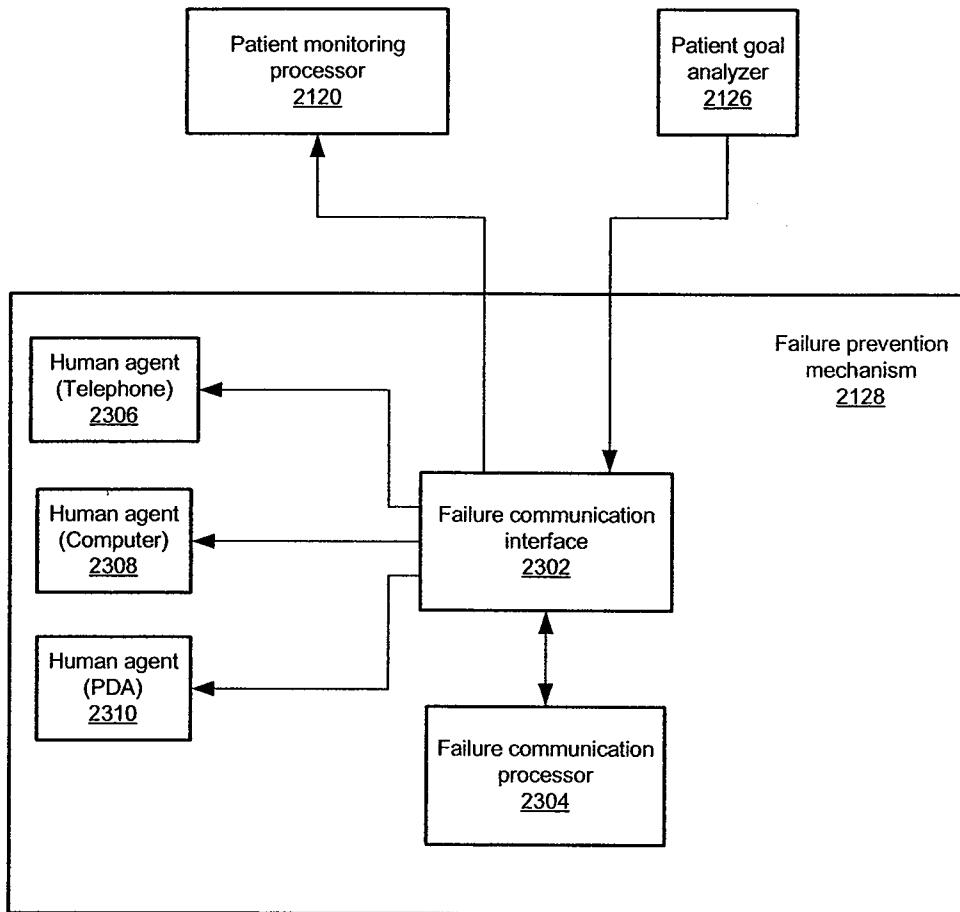 Patient monitoring
processor
2120
Patient goal
analyzer
2126
Failure prevention
mechanism
2128
Human agent
(Telephone)
2306
Human agent
(Computer)
2308
Human agent
(PDA)
2310
Failure communication
interface
2302
Failure communication
processor
2304